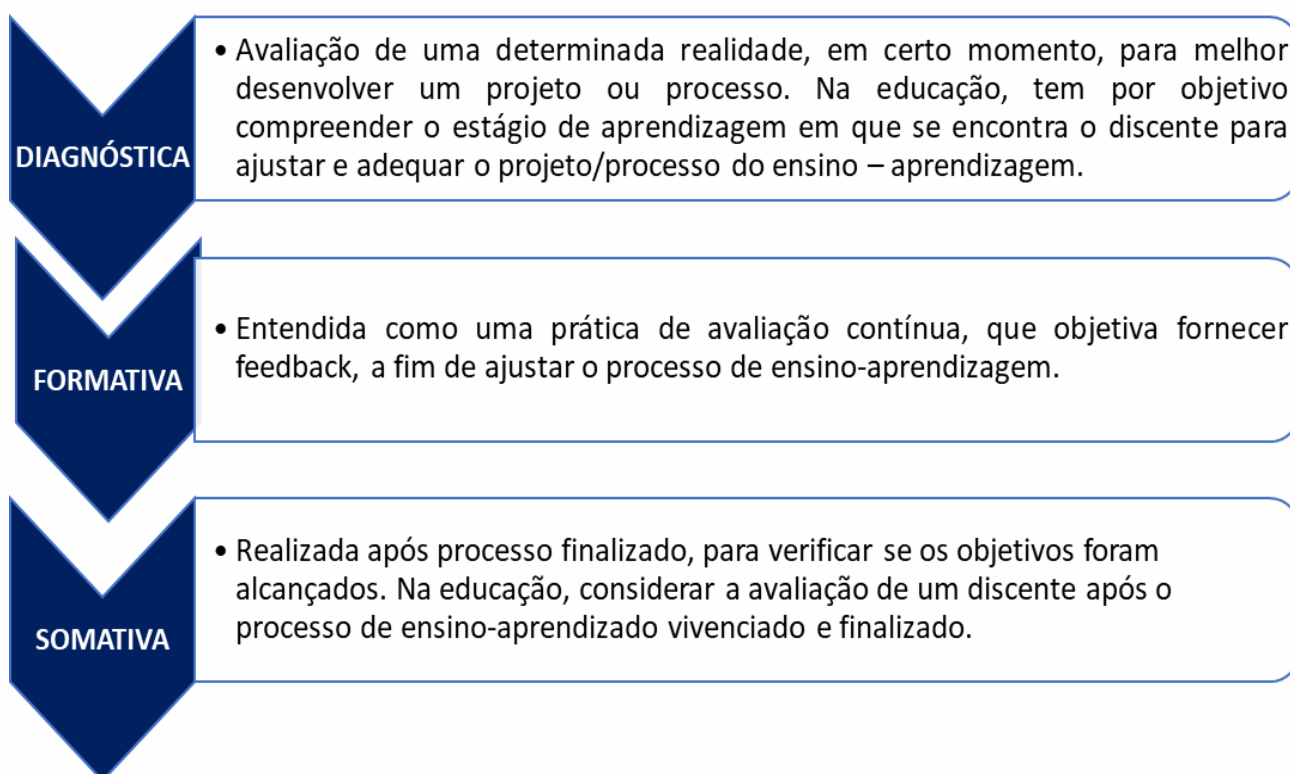 DIAGNÓSTICA
• Avaliação de uma determinada realidade, em certo momento, para melhor
desenvolver um projeto ou processo. Na educação, tem por objetivo
compreender o estágio de aprendizagem em que se encontra o discente para
ajustar e adequar o projeto/processo do ensino – aprendizagem.
FORMATIVA
• Entendida como uma prática de avaliação contínua, que objetiva fornecer
feedback, a fim de ajustar o processo de ensino-aprendizagem.
SOMATIVA
• Realizada após processo finalizado, para verificar se os objetivos foram
alcançados. Na educação, considerar a avaliação de um discente após o
processo de ensino-aprendizado vivenciado e finalizado.